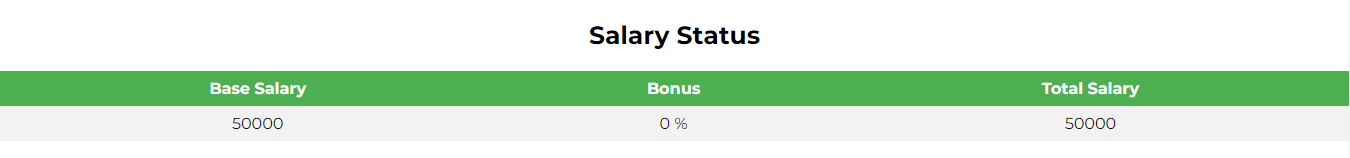 Salary Status
Base Salary Bonus Total Salary
50000 0 % 50000